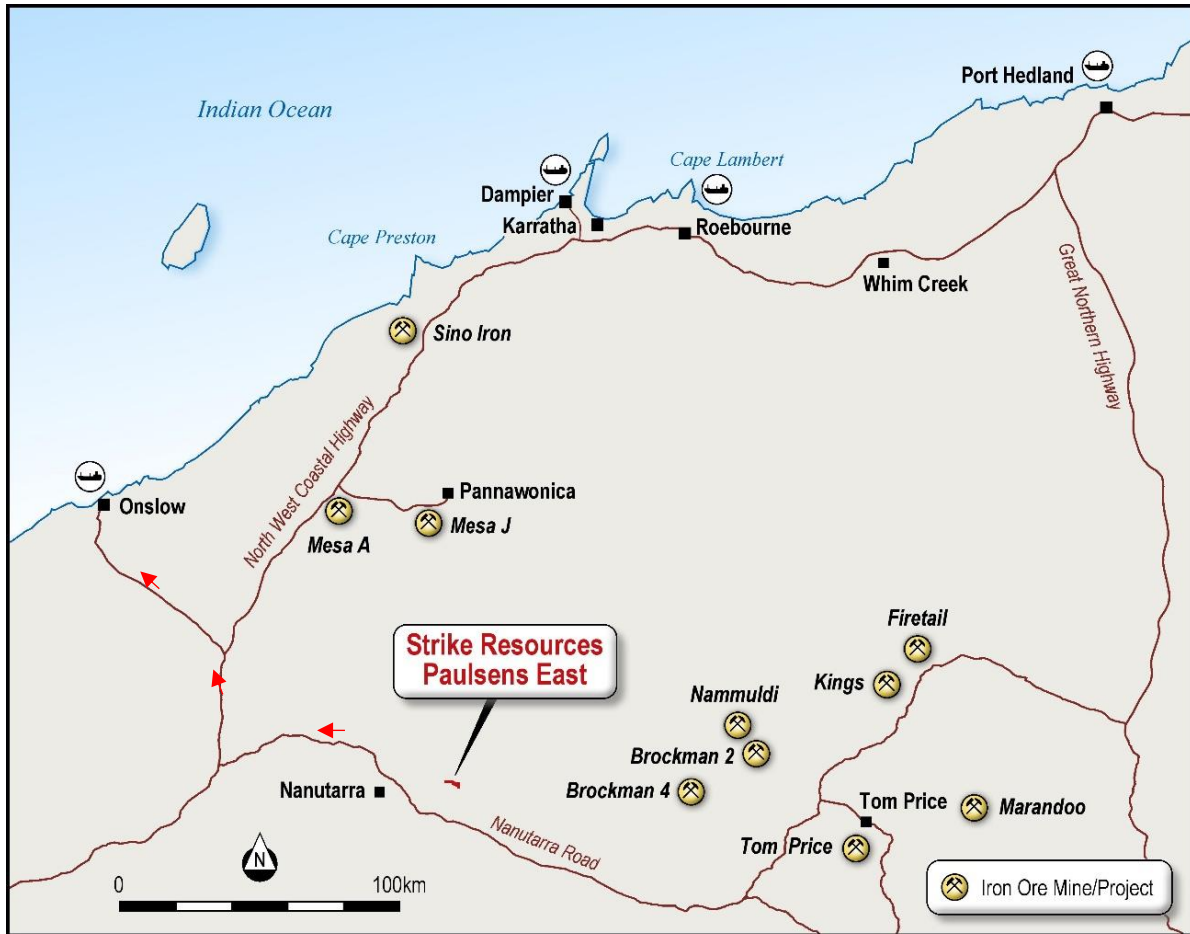 Port Hedland
Indian Ocean
Cape Lambert
Dampier
Karratha
Roebourne
Cape Preston
Whim Creek
Great Northern Highway
Sino Iron
North West Coastal Highway
Pannawonica
Onslow
Mesa A
Mesa J
Strike Resources
Paulsens East
Firetail
Kings
Nammuldi
Brockman 2
Brockman 4
Nanutarra
Tom Price
Marandoo
Nanutarra Road
Tom Price
N
0
100km
Iron Ore Mine/Project